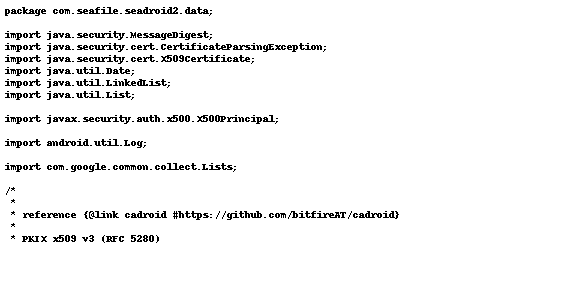 package com.seafile.seadroid2.data;

import java.security.MessageDigest;
import java.security.cert.CertificateParsingException;
import java.security.cert.X509Certificate;
import java.util.Date;
import java.util.LinkedList;
import java.util.List;

import javax.security.auth.x500.X500Principal;

import android.util.Log;

import com.google.common.collect.Lists;

/*
 *
 * reference {@link cadroid #https://github.com/bitfireAT/cadroid}
 *
 * PKIX x509 v3 (RFC 5280)